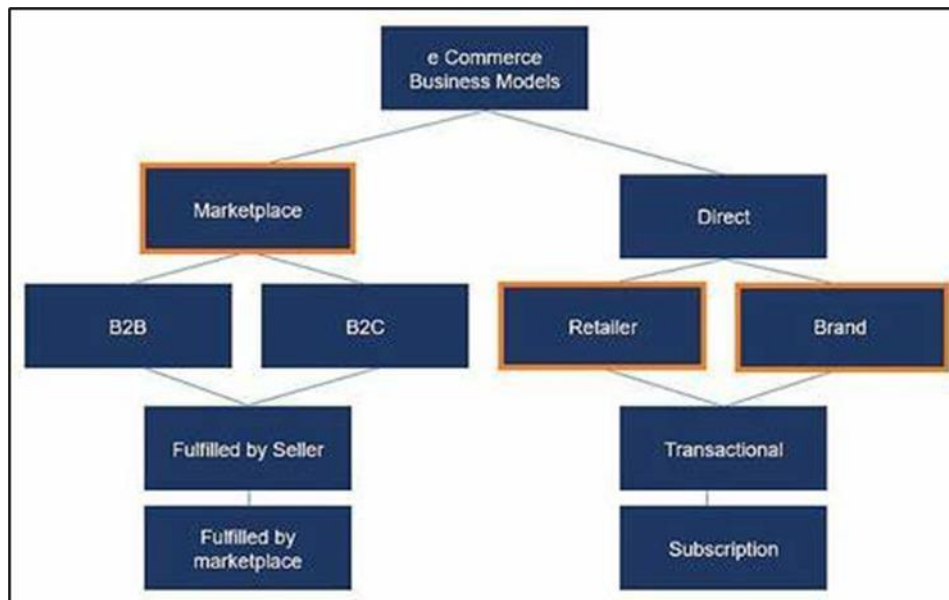 e Commerce
Business Models
Marketplace
Direct
B2B
B2C
Retailer
Brand
Fulfilled by Seller
Transactional
Fulfilled by
marketplace
Subscription